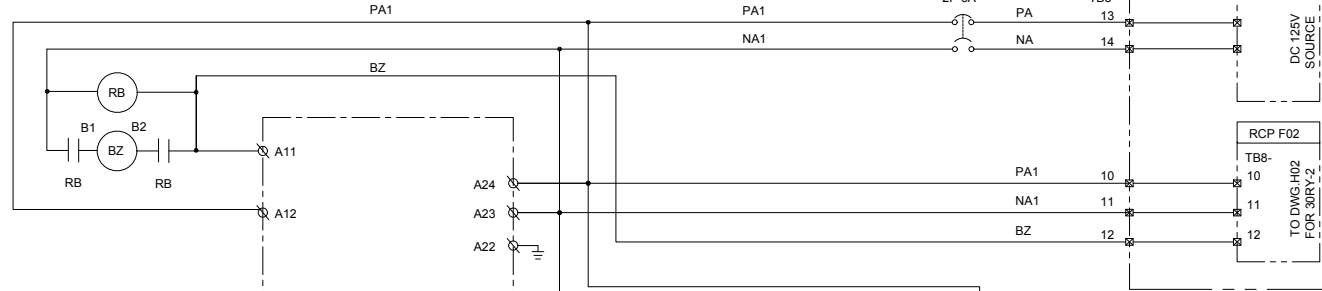 PA1
PA1
PA
13
NA1
NA
14
DC 125V
SOURCE
BZ
RB
B1
B2
BZ
RB
RB
A11
A12
A24
A23
A22
PA1
10
NA1
11
BZ
12
RCP F02
TB8-
10
11
12
TO DWG.H02
FOR 30RY-2